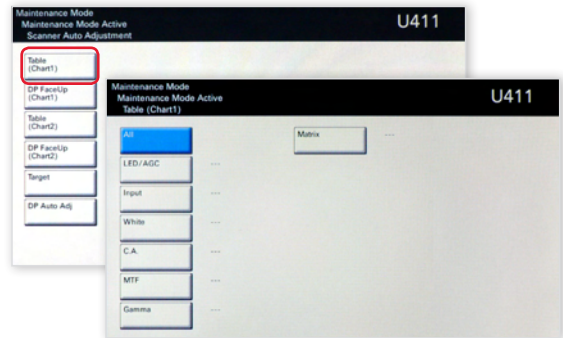 Maintenance Mode
Maintenance Mode Active
Scanner Auto Adjustment
U411
Table
(Chart1)
DP FaceUp
(Chart1)
Table
(Chart2)
DP FaceUp
(Chart2)
Target
DP Auto Adj
Maintenance Mode
Maintenance Mode Active
Table (Chart1)
U411
All
Matrix
---
LED/AGC
---
Input
---
White
---
C.A.
---
MTF
---
Gamma
---